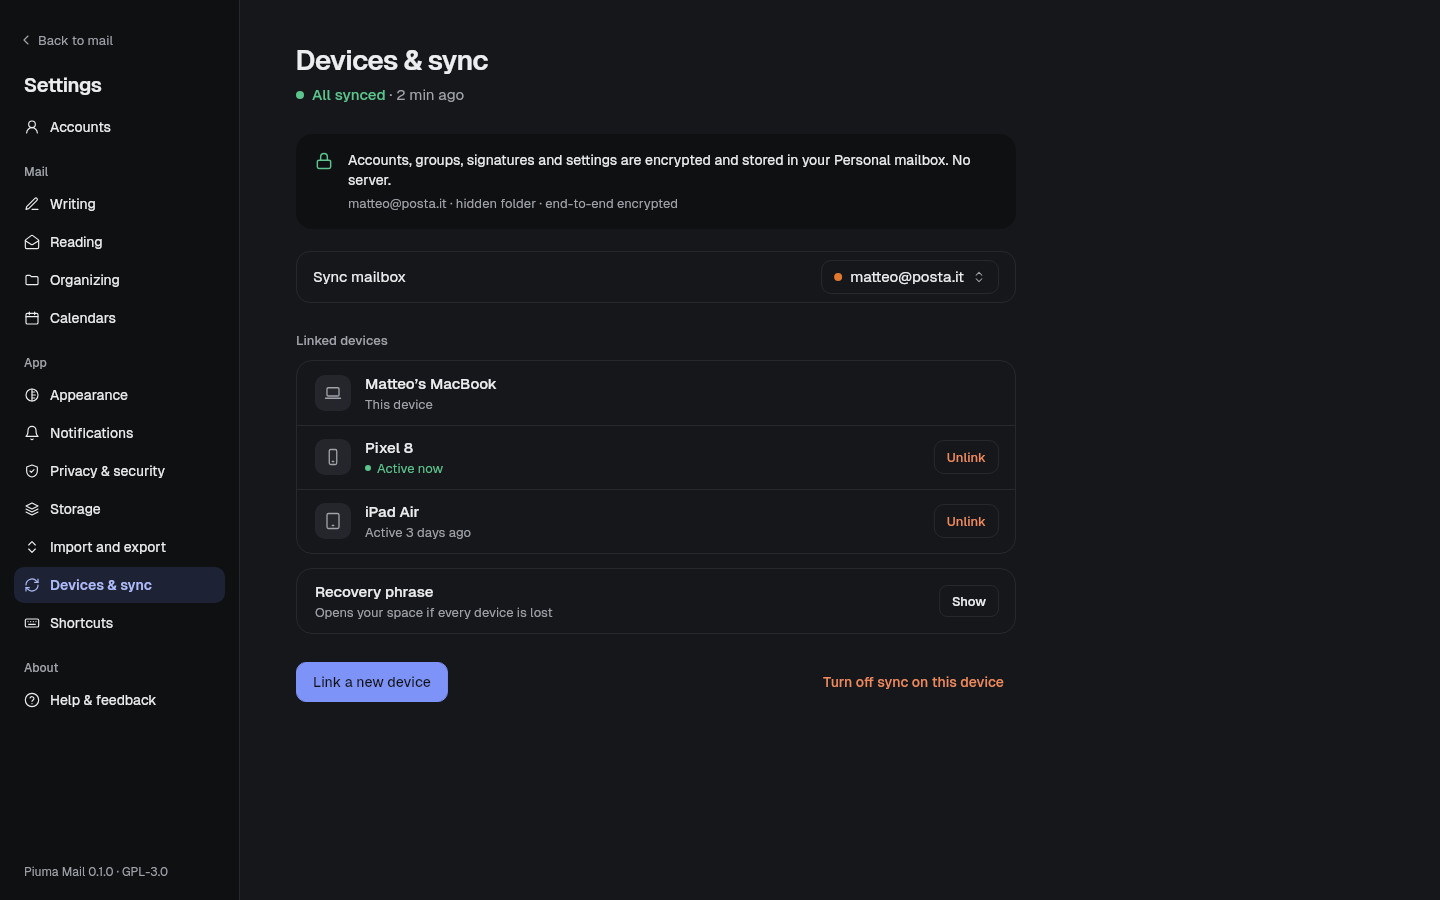 Back to mail
Settings
Accounts
Mail
Writing
Reading
Organizing
Calendars
App
Appearance
Notifications
Privacy & security
Storage
Import and export
Devices & sync
Shortcuts
About
Help & feedback
Piuma Mail 0.1.0 · GPL-3.0
Devices & sync
All synced · 2 min ago
Accounts, groups, signatures and settings are encrypted and stored in your Personal mailbox. No
server.
matteo@posta.it · hidden folder · end-to-end encrypted
Sync mailbox
matteo@posta.it
Linked devices
Matteo’s MacBook
This device
Pixel 8
Active now
Unlink
iPad Air
Active 3 days ago
Unlink
Recovery phrase
Opens your space if every device is lost
Show
Link a new device
Turn off sync on this device